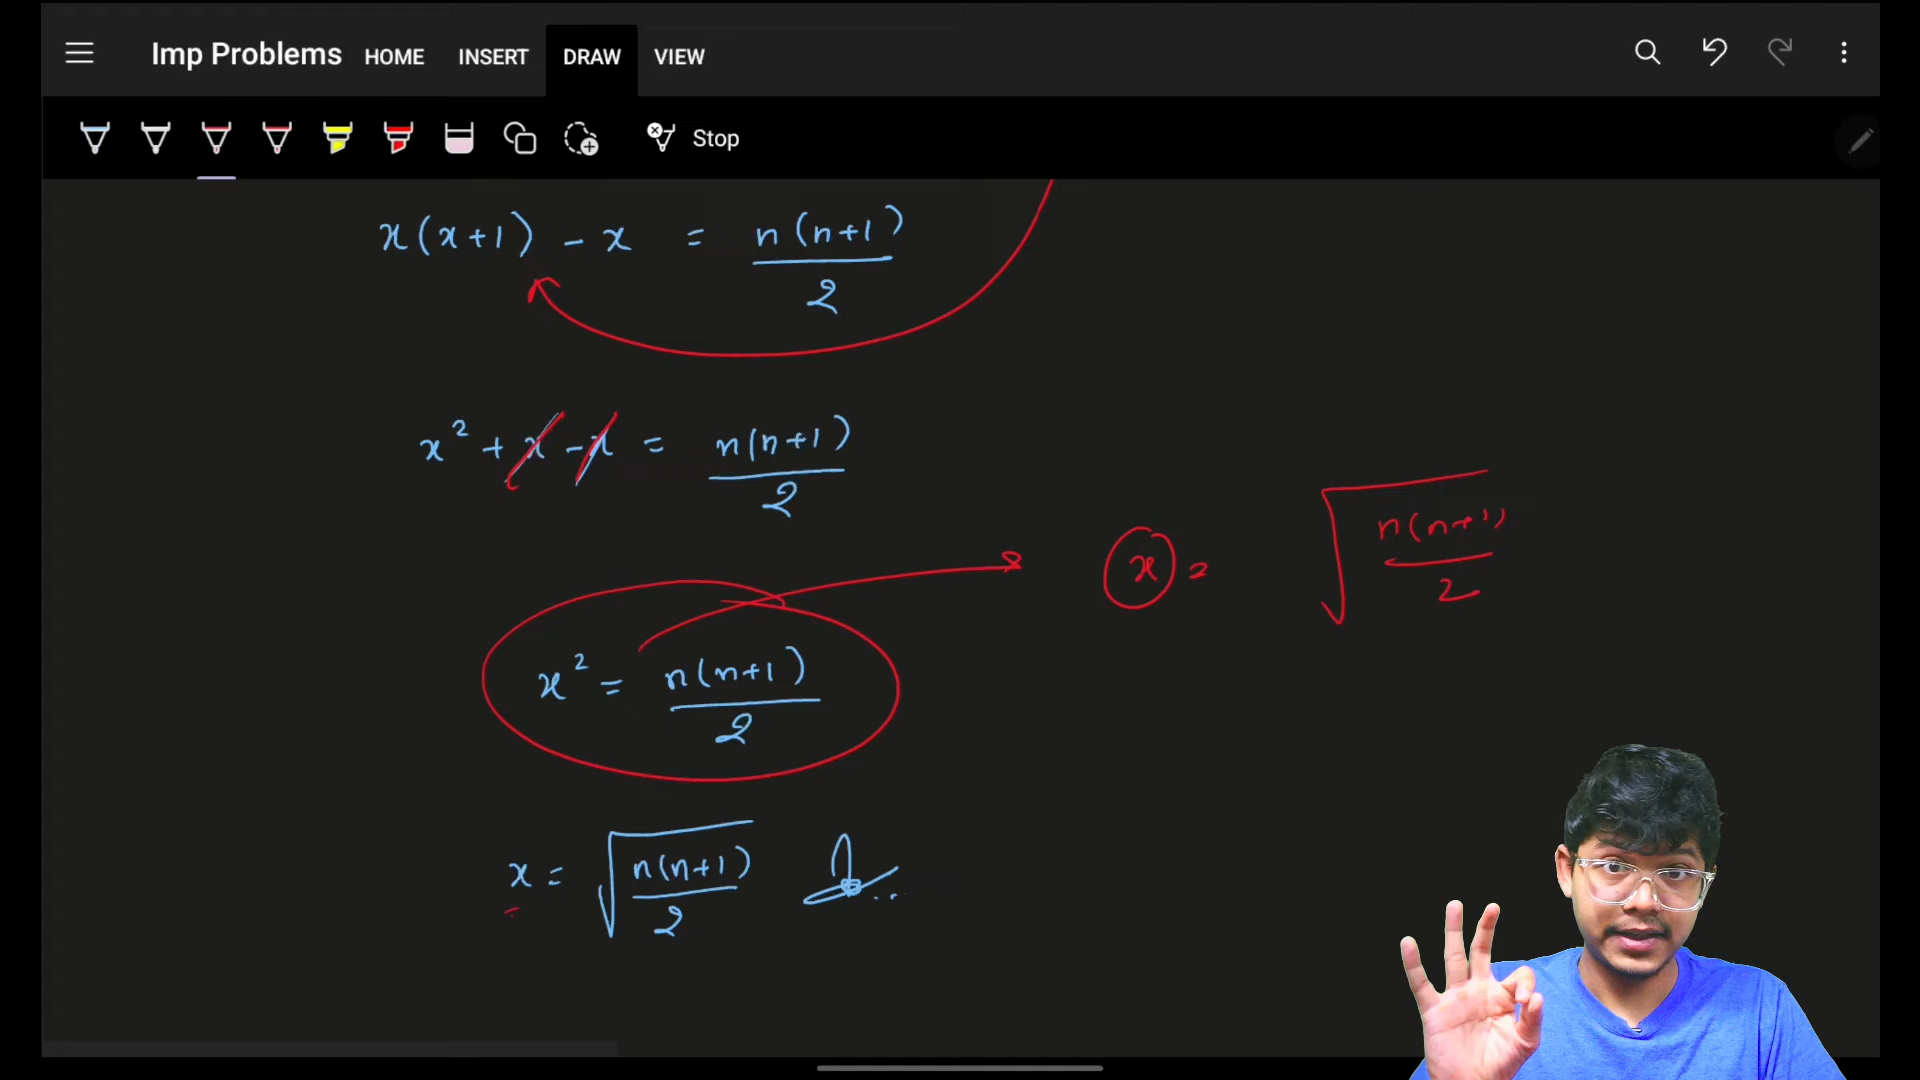 Imp Problems HOME INSERT DRAW VIEW
Stop
x(x+1) - x = n(n+1)/2
x² + x - x = n(n+1)/2
x = √(n(n+1)/2)
x² = n(n+1)/2
x = √(n(n+1)/2)